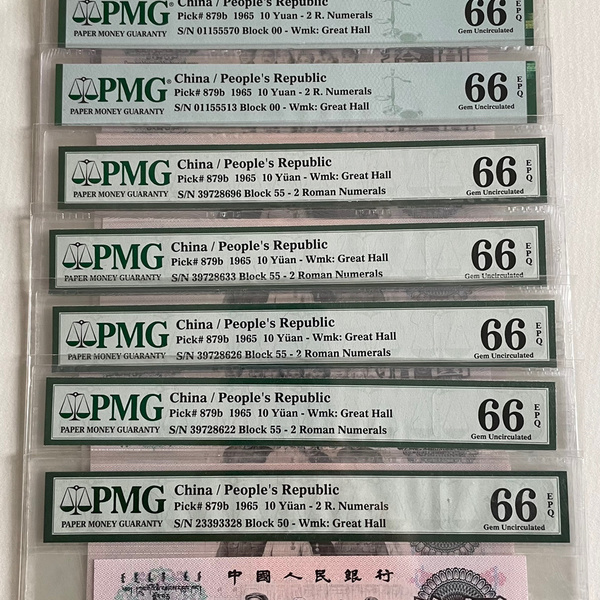 PMG
PAPER MONEY GUARANTY
Pick# 879b 1965 10 Yuan - 2 R. Numerals
S/N 01155570 Block 00 - Wmk: Great Hall
66
EPQ
Gem Uncirculated
PMG®
PAPER MONEY GUARANTY
China / People's Republic
Pick# 879b 1965 10 Yuan - 2 R. Numerals
S/N 01155513 Block 00 - Wmk: Great Hall
66
EPQ
Gem Uncirculated
PMG
PAPER MONEY GUARANTY
China / People's Republic
Pick# 879b 1965 10 Yüan - Wmk: Great Hall
S/N 39728696 Block 55 - 2 Roman Numerals
66
EPQ
Gem Uncirculated
PMG
PAPER MONEY GUARANTY
China / People's Republic
Pick# 879b 1965 10 Yüan - Wmk: Great Hall
S/N 39728633 Block 55 - 2 Roman Numerals
66
EPQ
Gem Uncirculated
PMG
PAPER MONEY GUARANTY
China / People's Republic
Pick# 879b 1965 10 Yüan - Wmk: Great Hall
S/N 39728626 Block 55 - 2 Roman Numerals
66
EPQ
Gem Uncirculated
PMG
PAPER MONEY GUARANTY
China / People's Republic
Pick# 879b 1965 10 Yüan - Wmk: Great Hall
S/N 39728622 Block 55 - 2 Roman Numerals
66
EPQ
Gem Uncirculated
PMG
PAPER MONEY GUARANTY
China / People's Republic
Pick# 879b 1965 10 Yüan - 2 R. Numerals
S/N 23393328 Block 50 - Wmk: Great Hall
66
EPQ
Gem Uncirculated
中國人民銀行